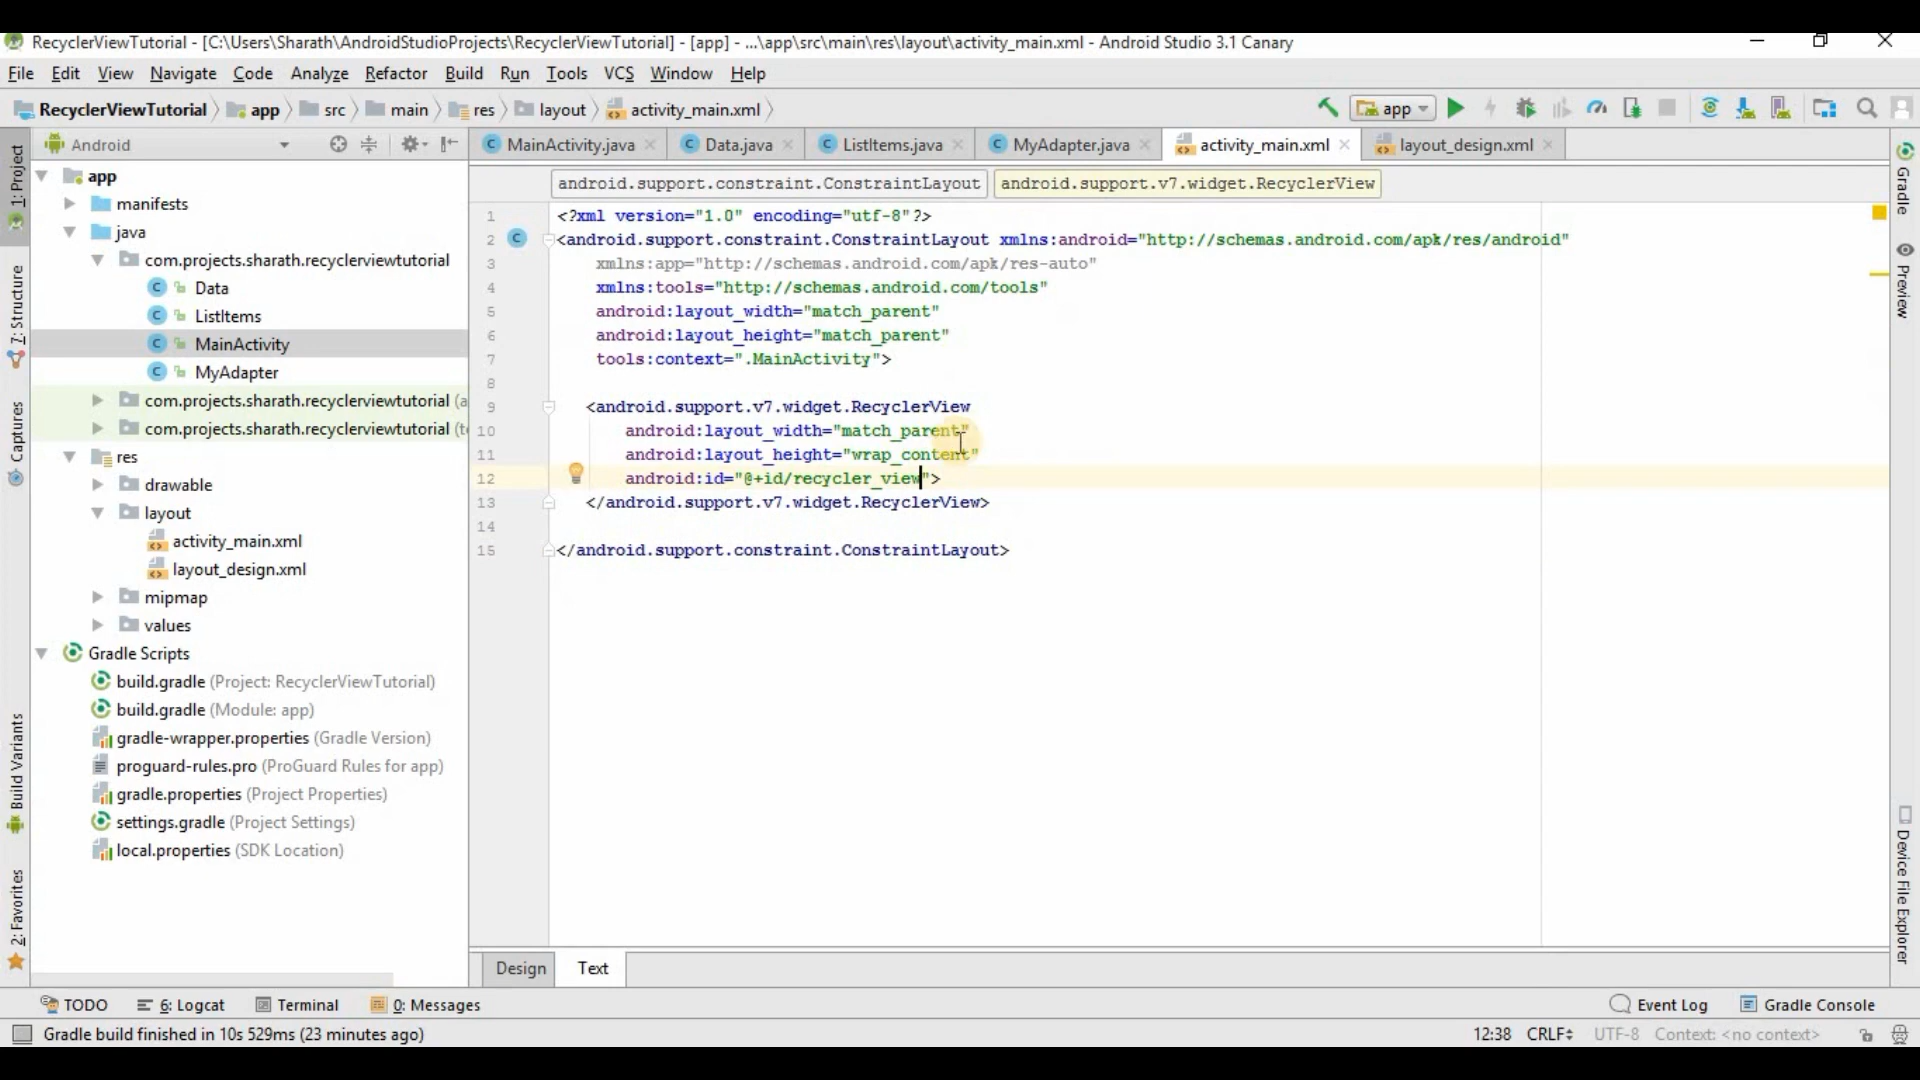 RecyclerViewTutorial - [C:\Users\Sharath\AndroidStudioProjects\RecyclerViewTutorial] - [app] - ...\app\src\main\res\layout\activity_main.xml - Android Studio 3.1 Canary
File Edit View Navigate Code Analyze Refactor Build Run Tools VCS Window Help
RecyclerViewTutorial app src main res layout activity_main.xml app
Android
MainActivity.java Data.java ListItems.java MyAdapter.java activity_main.xml layout_design.xml
android.support.constraint.ConstraintLayout android.support.v7.widget.RecyclerView
1: Project
7: Structure
Captures
Build Variants
2: Favorites
app
manifests
java
com.projects.sharath.recyclerviewtutorial
Data
ListItems
MainActivity
MyAdapter
com.projects.sharath.recyclerviewtutorial (a
com.projects.sharath.recyclerviewtutorial (t
res
drawable
layout
activity_main.xml
layout_design.xml
mipmap
values
Gradle Scripts
build.gradle (Project: RecyclerViewTutorial)
build.gradle (Module: app)
gradle-wrapper.properties (Gradle Version)
proguard-rules.pro (ProGuard Rules for app)
gradle.properties (Project Properties)
settings.gradle (Project Settings)
local.properties (SDK Location)
1 <?xml version="1.0" encoding="utf-8"?>
2 <android.support.constraint.ConstraintLayout xmlns:android="http://schemas.android.com/apk/res/android"
3 xmlns:app="http://schemas.android.com/apk/res-auto"
4 xmlns:tools="http://schemas.android.com/tools"
5 android:layout_width="match_parent"
6 android:layout_height="match_parent"
7 tools:context=".MainActivity">
8
9 <android.support.v7.widget.RecyclerView
10 android:layout_width="match_parent"
11 android:layout_height="wrap_content"
12 android:id="@+id/recycler_view">
13 </android.support.v7.widget.RecyclerView>
14
15 </android.support.constraint.ConstraintLayout>
Gradle
Preview
Device File Explorer
Design Text
TODO 6: Logcat Terminal 0: Messages Event Log Gradle Console
Gradle build finished in 10s 529ms (23 minutes ago) 12:38 CRLF UTF-8 Context: <no context>